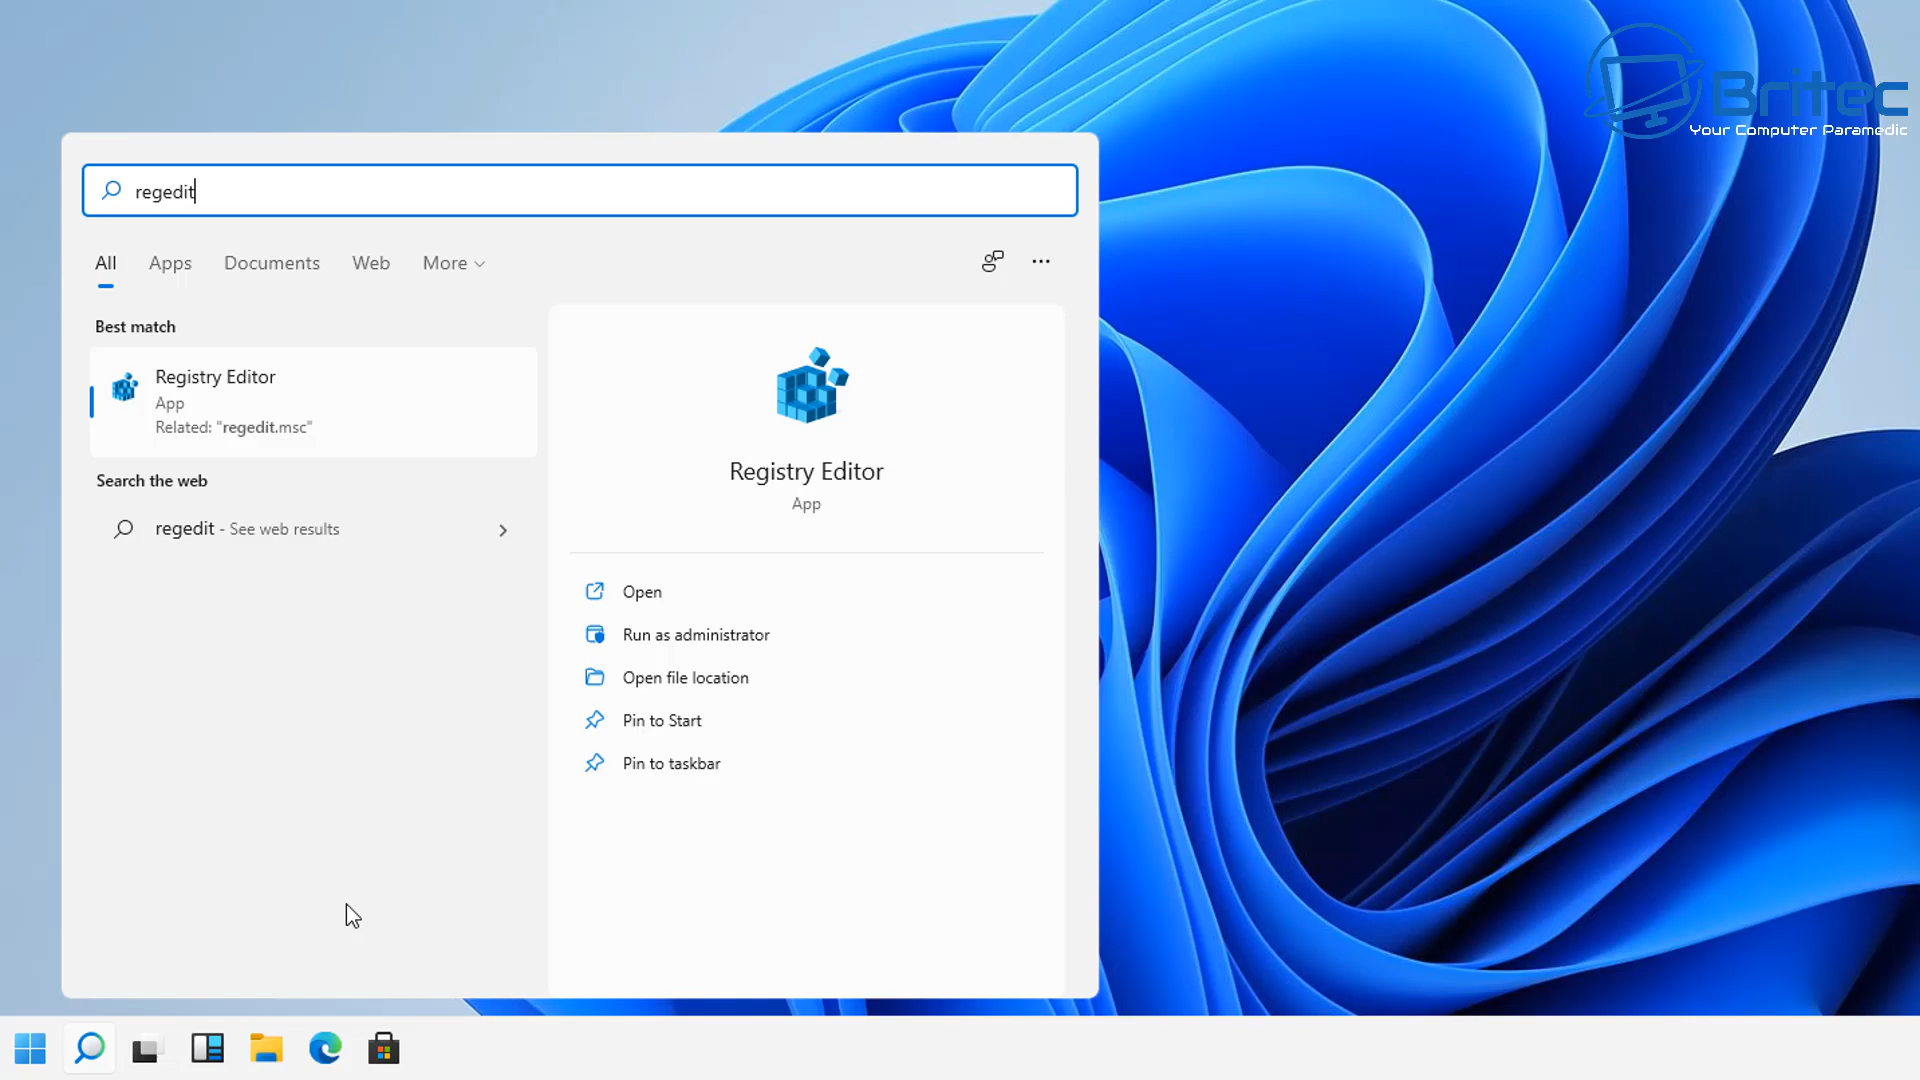 Britec
Your Computer Paramedic
regedit
All Apps Documents Web More
Best match
Registry Editor
App
Related: "regedit.msc"
Search the web
regedit - See web results
Registry Editor
App
Open
Run as administrator
Open file location
Pin to Start
Pin to taskbar